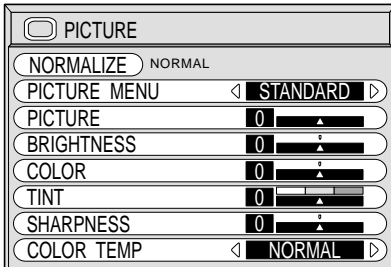 PICTURE
NORMALIZE NORMAL
PICTURE MENU STANDARD
PICTURE 0
BRIGHTNESS 0
COLOR 0
TINT 0
SHARPNESS 0
COLOR TEMP NORMAL